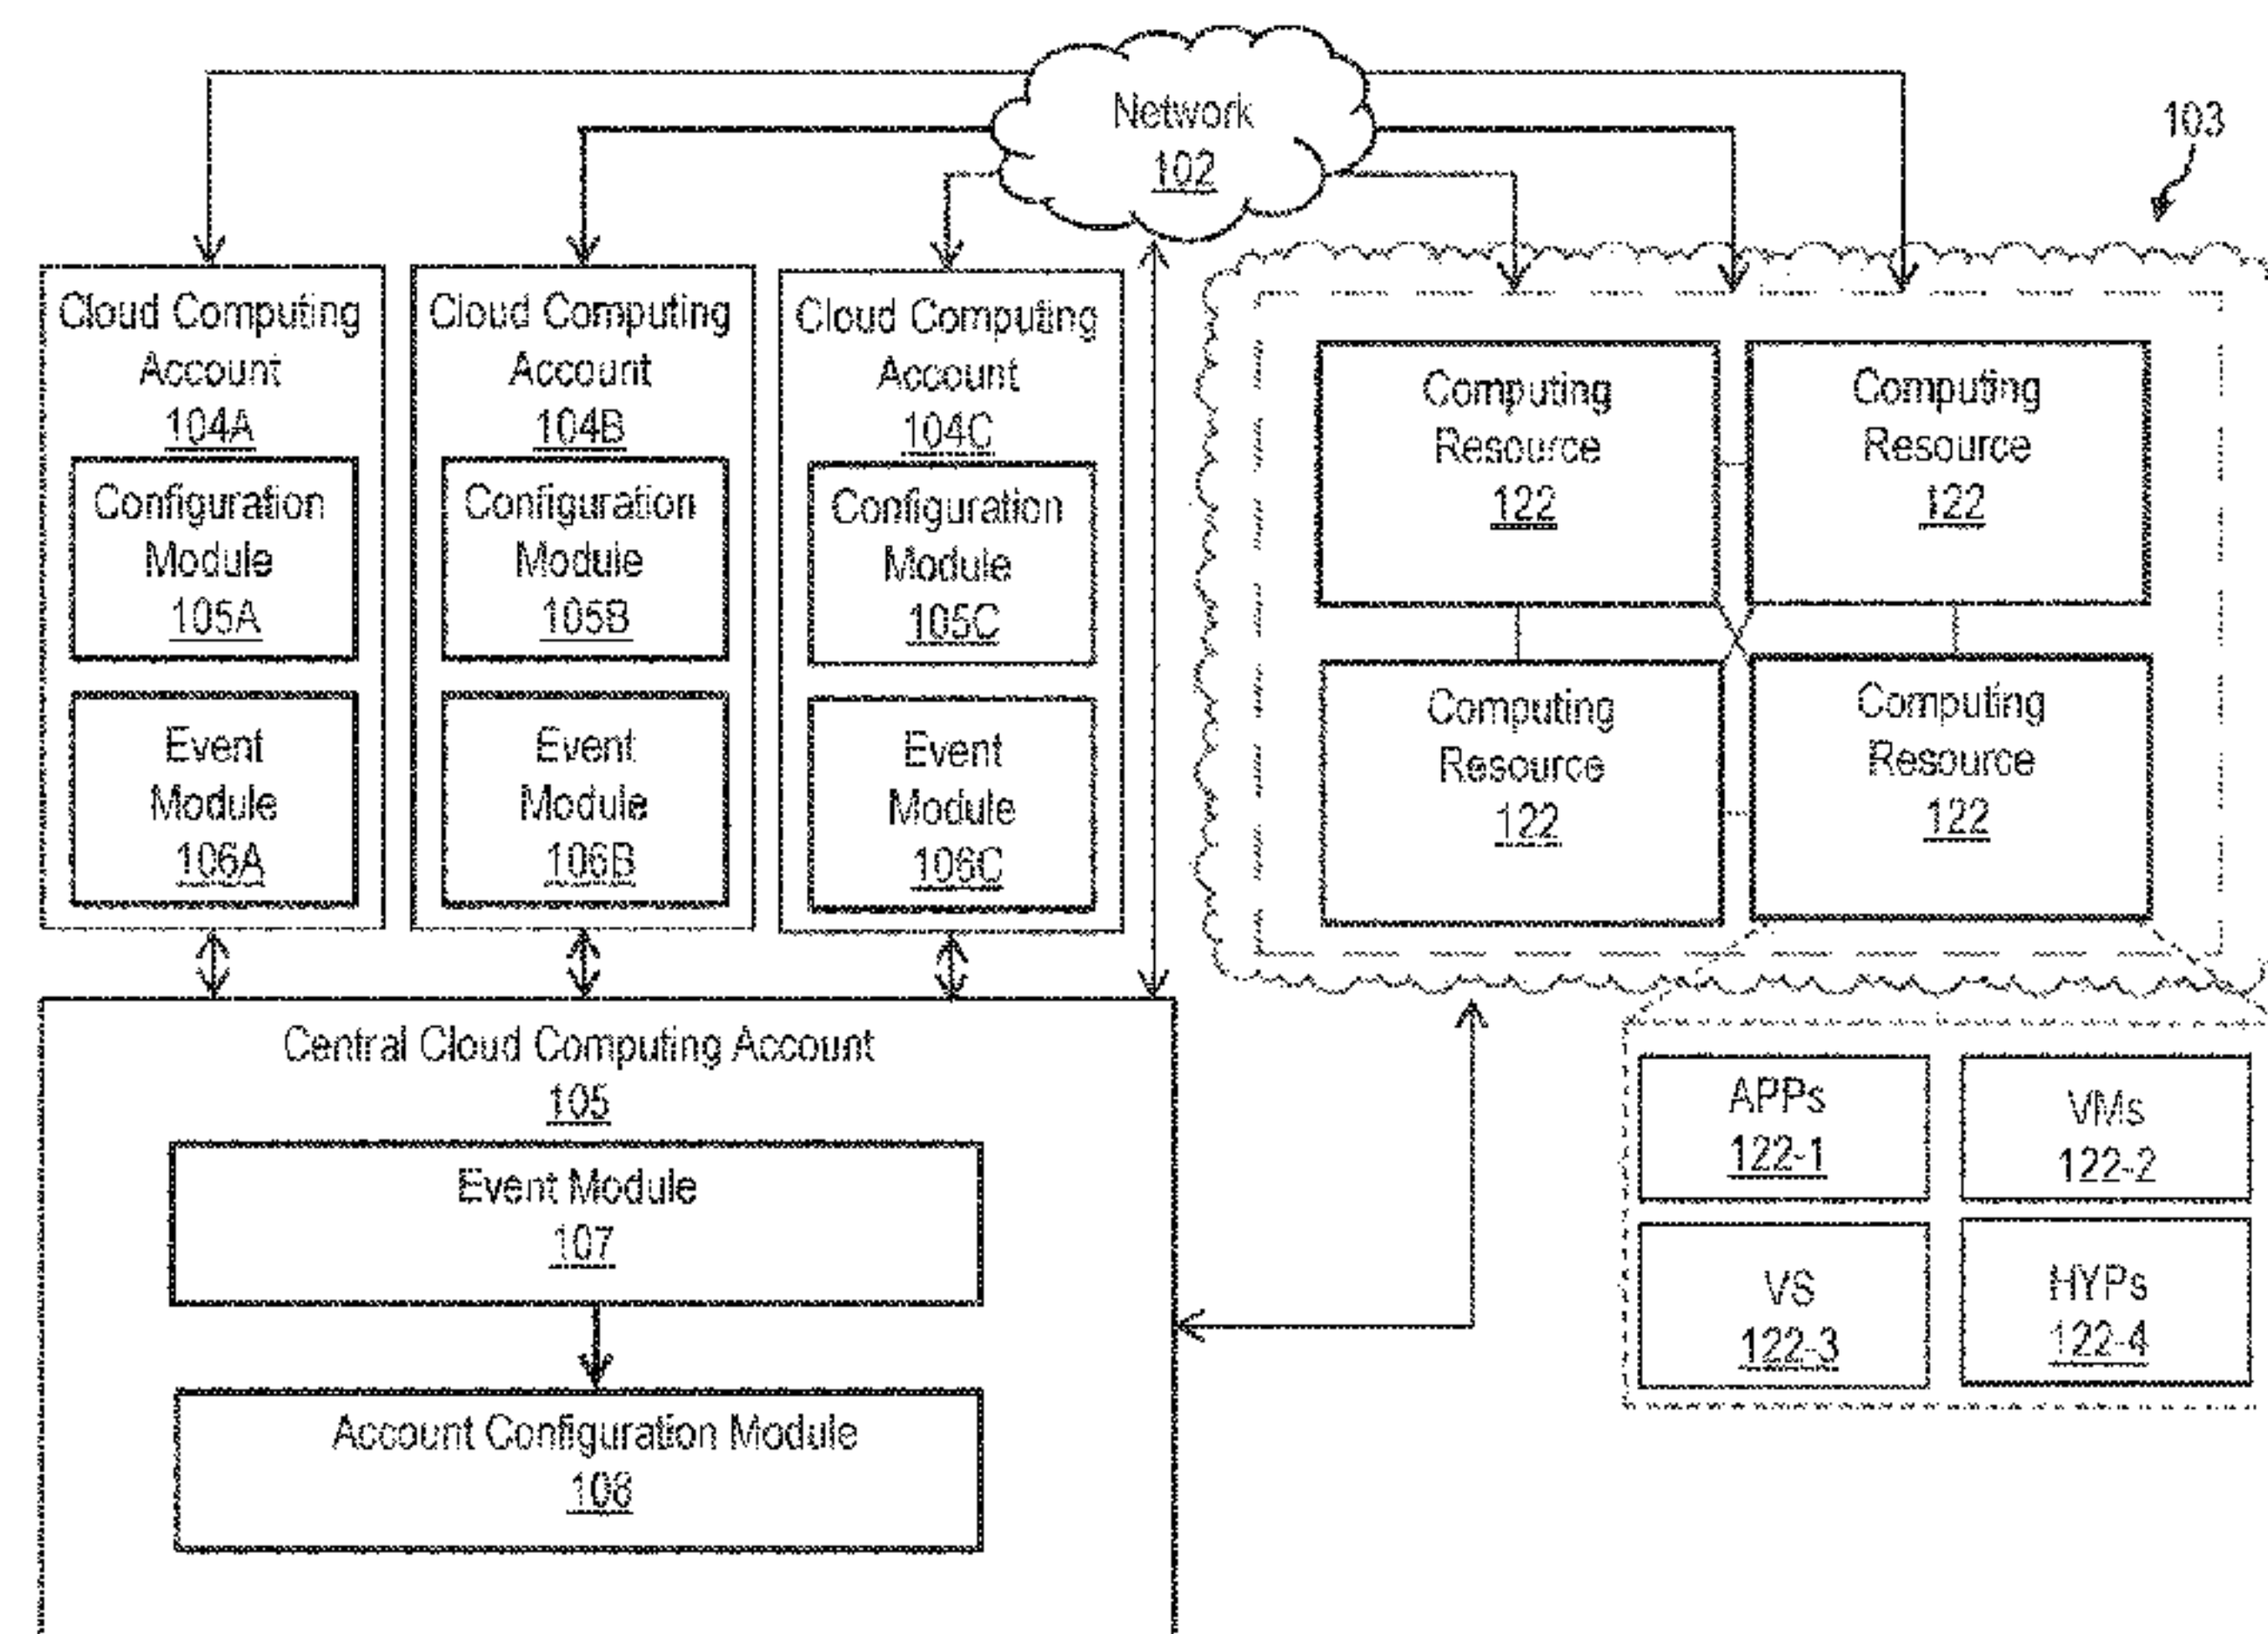 Network
102
103
Cloud Computing
Account
104A
Configuration
Module
105A
Event
Module
106A
Cloud Computing
Account
104B
Configuration
Module
105B
Event
Module
106B
Cloud Computing
Account
104C
Configuration
Module
105C
Event
Module
106C
Computing
Resource
122
Computing
Resource
122
Computing
Resource
122
Computing
Resource
122
Central Cloud Computing Account
105
Event Module
107
Account Configuration Module
108
APPs
122-1
VMs
122-2
VS
122-3
HYPs
122-4